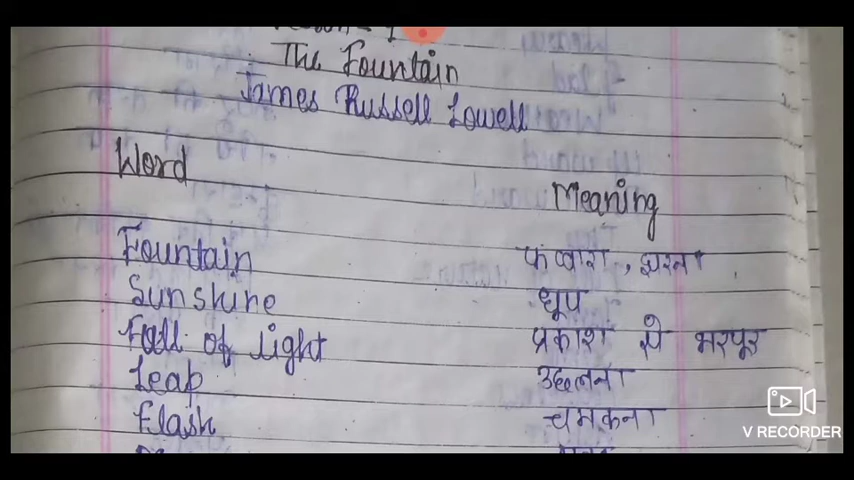 The Fountain
James Russell Lowell
Word Meaning
Fountain फव्वारा, झरना
Sunshine धूप
Fall of light प्रकाश से भरपूर
Leap उछलना
Flash चमकना
V RECORDER